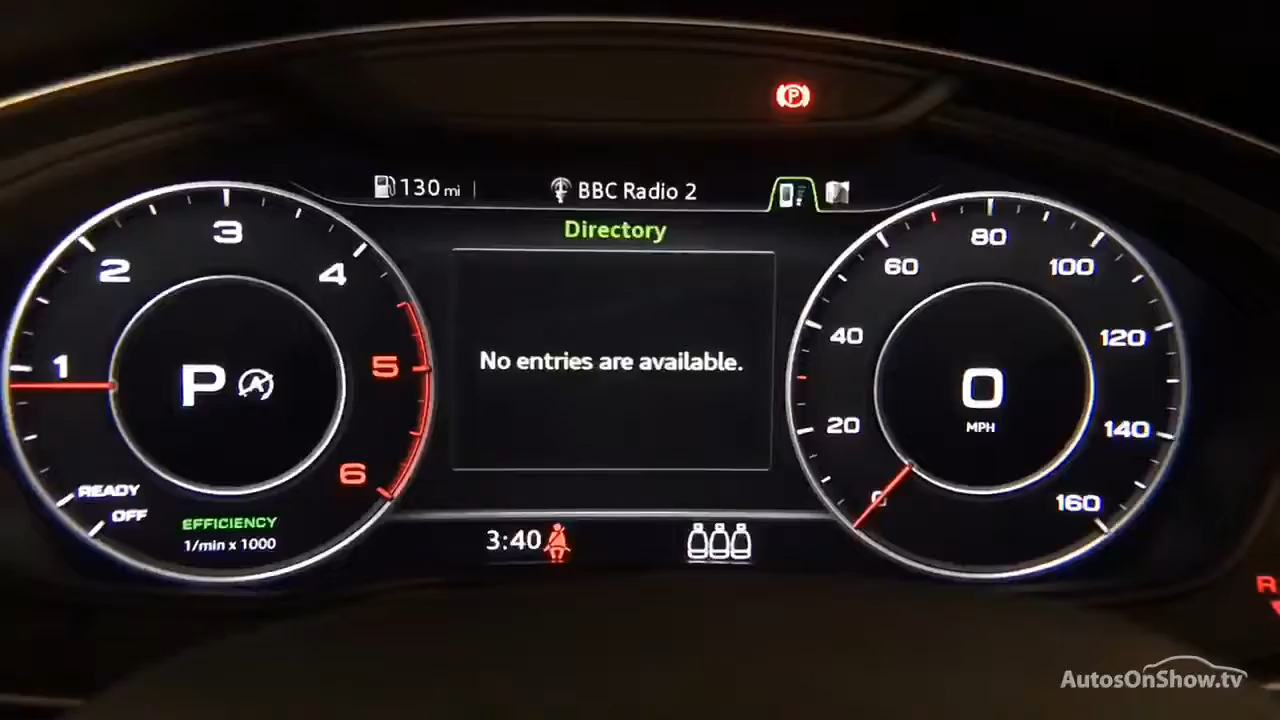 P
130 mi
BBC Radio 2
Directory
No entries are available.
1
2
3
4
5
6
READY
OFF
P
A
EFFICIENCY
1/min x 1000
3:40
0
20
40
60
80
100
120
140
160
0
MPH
R
AutosOnShow.tv